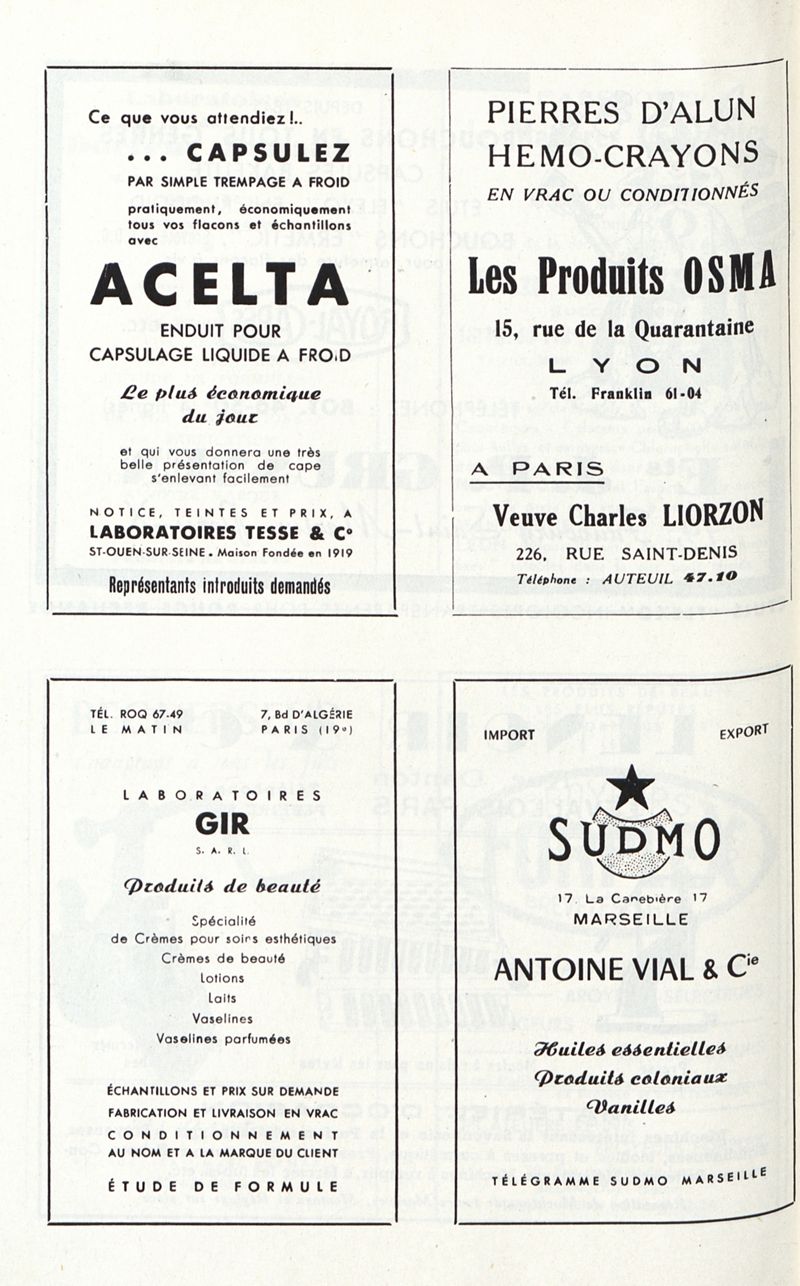 Ce que vous attendiez !..
... CAPSULEZ
PAR SIMPLE TREMPAGE A FROID
pratiquement, économiquement
tous vos flacons et échantillons
avec
ACELTA
ENDUIT POUR
CAPSULAGE LIQUIDE A FROID
Le plus économique
du jour
et qui vous donnera une très
belle présentation de cape
s'enlevant facilement
NOTICE, TEINTES ET PRIX, A
LABORATOIRES TESSE & Cº
ST-OUEN-SUR-SEINE. Maison Fondée en 1919
Représentants introduits demandés
PIERRES D'ALUN
HEMO-CRAYONS
EN VRAC OU CONDITIONNÉS
Les Produits OSMA
15, rue de la Quarantaine
LYON
Tél. Franklin 61-04
A PARIS
Veuve Charles LIORZON
226, RUE SAINT-DENIS
Téléphone : AUTEUIL 47.10
TÉL. ROQ 67-49 7, Bd D'ALGÉRIE
LE MATIN PARIS (19e)
LABORATOIRES
GIR
S. A. R. L.
Produits de beauté
Spécialité
de Crèmes pour soins esthétiques
Crèmes de beauté
Lotions
Laits
Vaselines
Vaselines parfumées
ÉCHANTILLONS ET PRIX SUR DEMANDE
FABRICATION ET LIVRAISON EN VRAC
CONDITIONNEMENT
AU NOM ET A LA MARQUE DU CLIENT
ÉTUDE DE FORMULE
IMPORT EXPORT
SUDMO
17. La Canebière 17
MARSEILLE
ANTOINE VIAL & Cie
Huiles essentielles
Produits coloniaux
Vanilles
TÉLÉGRAMME SUDMO MARSEILLE